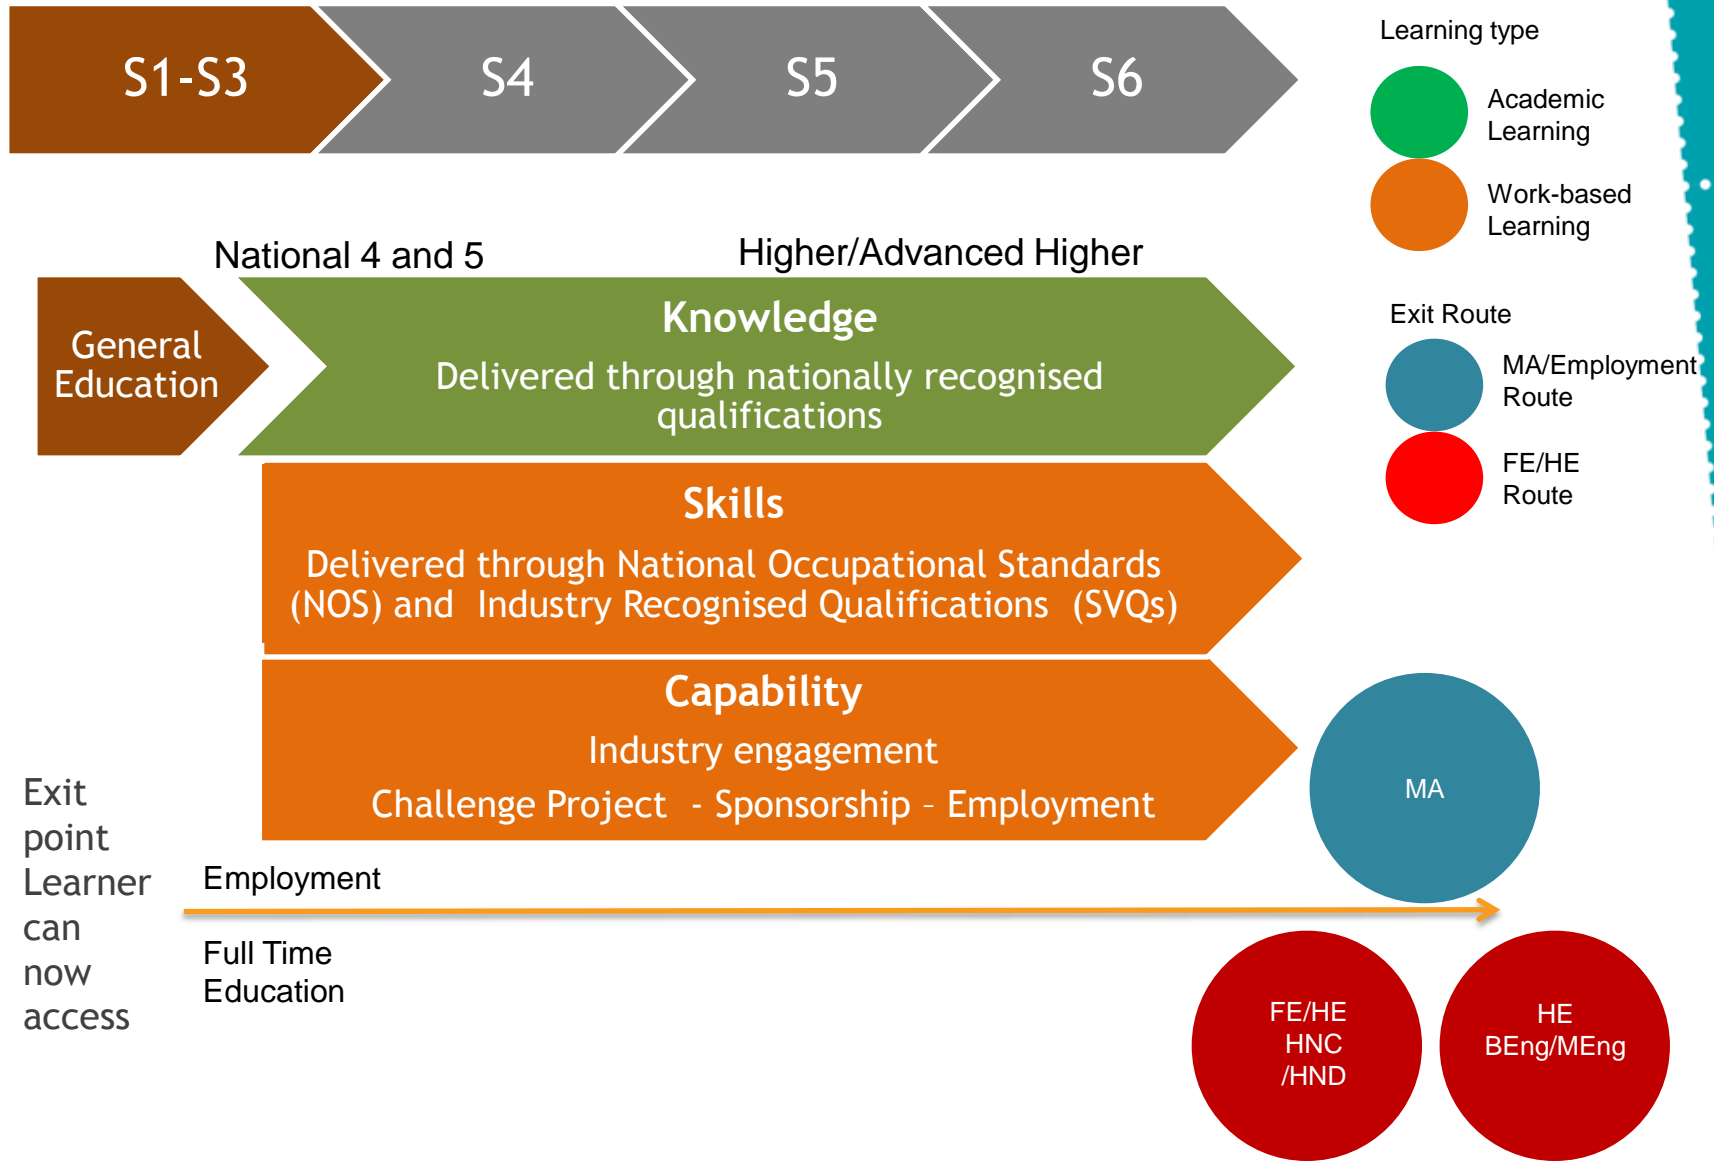 S1-S3
S4
S5
S6
Learning type
Academic
Learning
Work-based
Learning
National 4 and 5
Higher/Advanced Higher
General
Education
Knowledge
Delivered through nationally recognised
qualifications
Exit Route
MA/Employment
Route
FE/HE
Route
Skills
Delivered through National Occupational Standards
(NOS) and  Industry Recognised Qualifications  (SVQs)
Capability
Industry engagement
Challenge Project  - Sponsorship – Employment
MA
Exit
point
Learner
can
now
access
Employment
Full Time
Education
FE/HE
HNC
/HND
HE
BEng/MEng